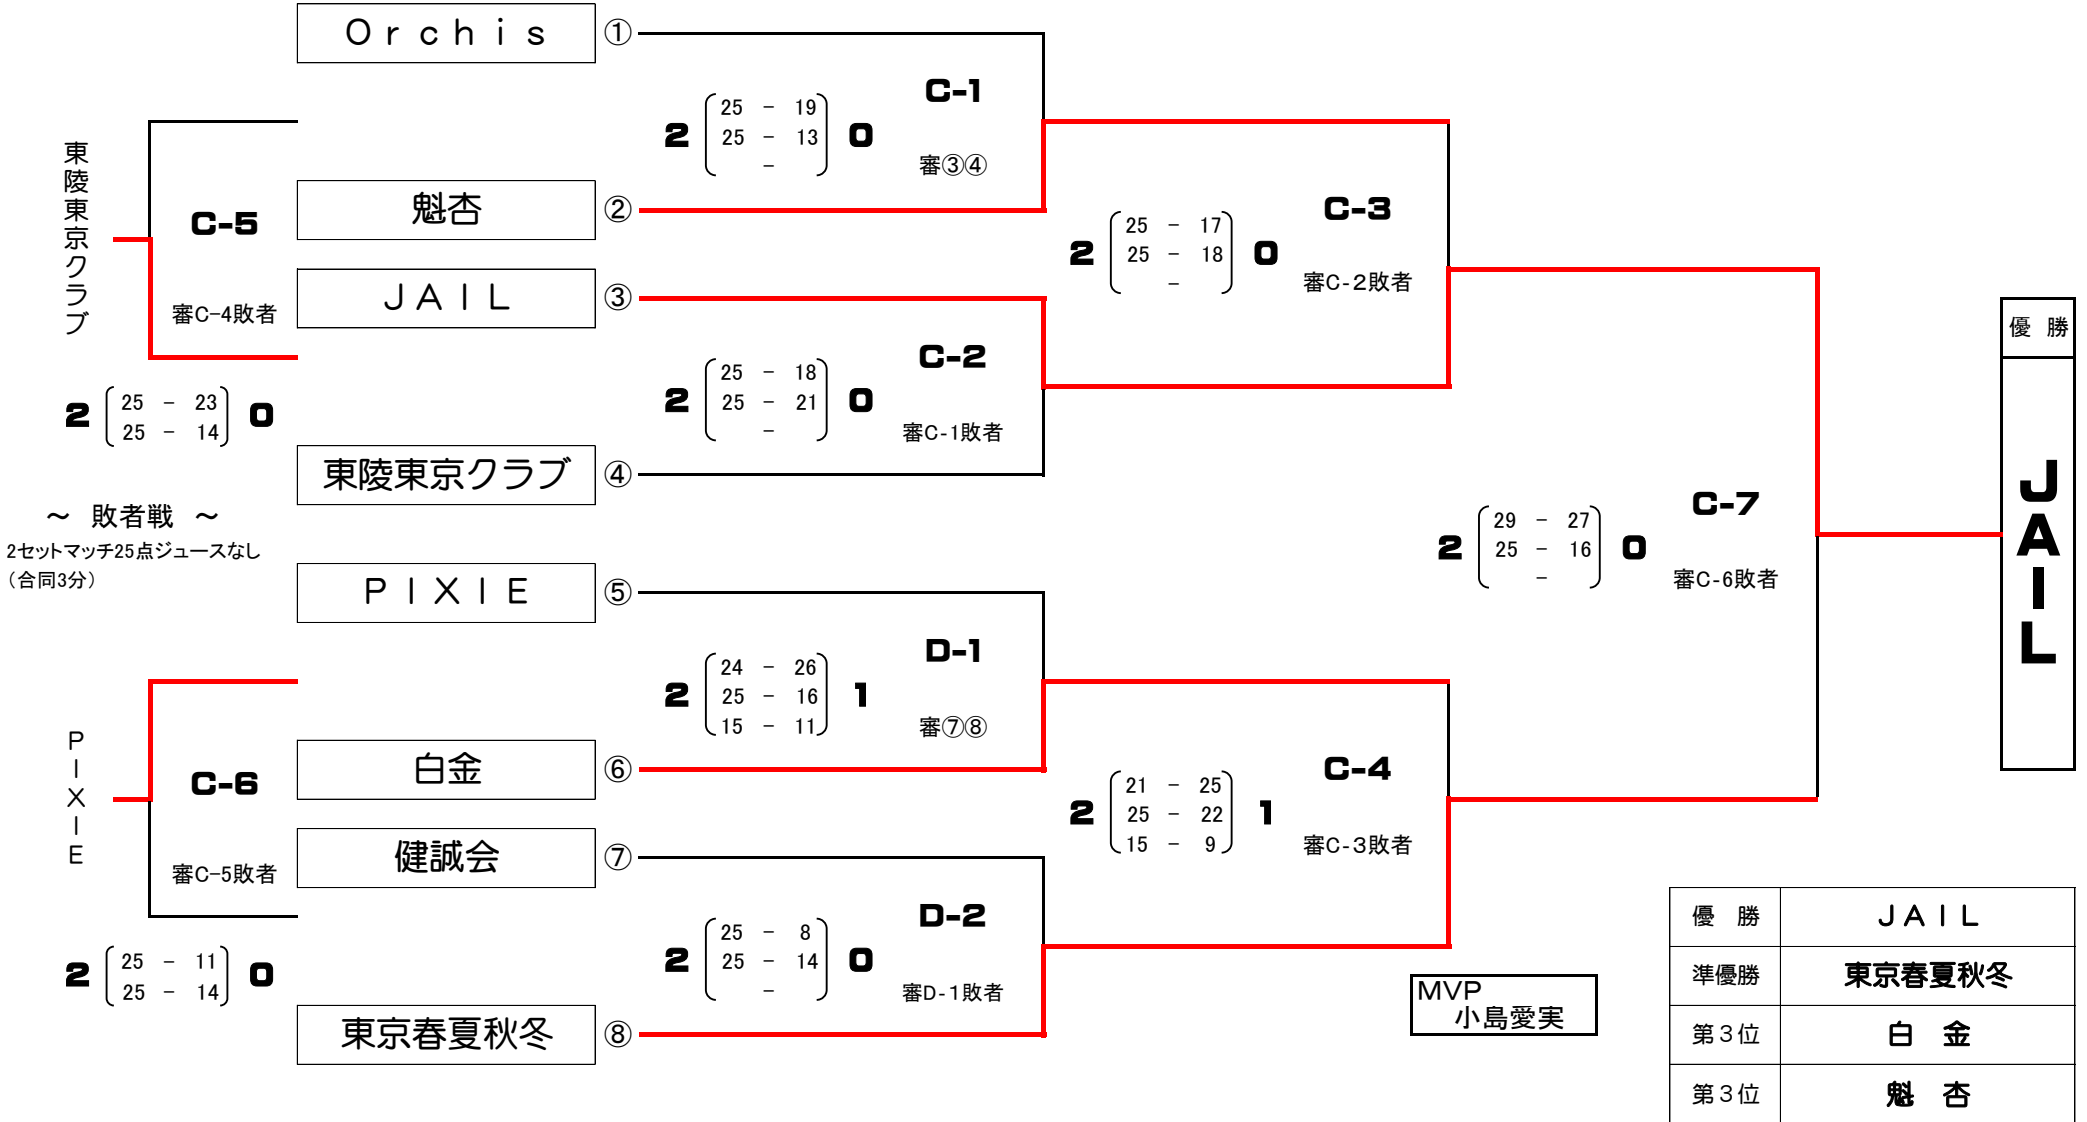 Ｏｒｃｈｉｓ ①
C-1
2 25 - 19 0
25 - 13
-
審③④
魁杏 ②
東陵東京クラブ
C-5
審C-4敗者
2 25 - 23 0
25 - 14
C-3
2 25 - 17 0
25 - 18
-
審C-2敗者
ＪＡＩＬ ③
C-2
2 25 - 18 0
25 - 21
-
審C-1敗者
東陵東京クラブ ④
～ 敗者戦 ～
2セットマッチ25点ジュースなし
（合同3分）
C-7
2 29 - 27 0
25 - 16
-
審C-6敗者
優 勝
JAIL
ＰＩＸＩＥ ⑤
D-1
2 24 - 26 1
25 - 16
15 - 11
審⑦⑧
白金 ⑥
ＰＩＸＩＥ
C-6
審C-5敗者
2 25 - 11 0
25 - 14
C-4
2 21 - 25 1
25 - 22
15 - 9
審C-3敗者
健誠会 ⑦
D-2
2 25 - 8 0
25 - 14
-
審D-1敗者
東京春夏秋冬 ⑧
MVP
小島愛実
優 勝 ＪＡＩＬ
準優勝 東京春夏秋冬
第３位 白 金
第３位 魁 杏